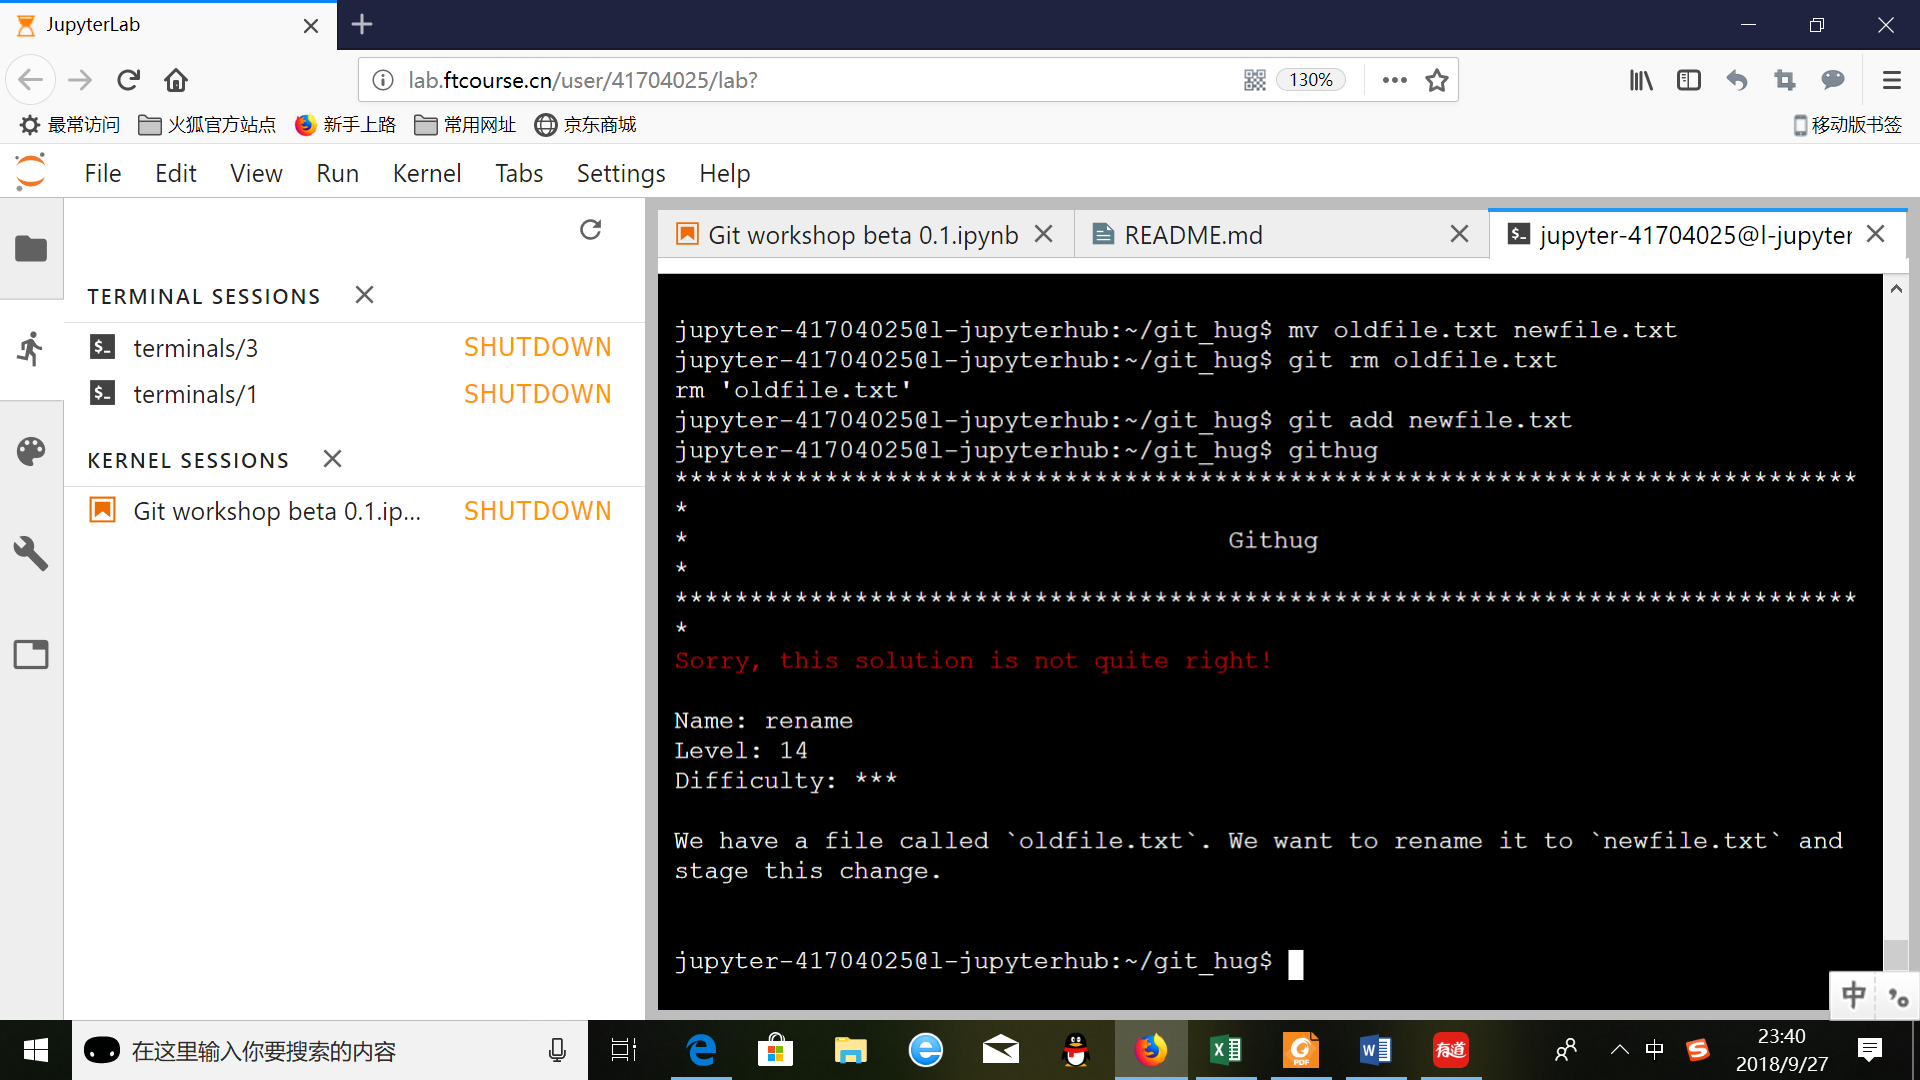 JupyterLab
lab.ftcourse.cn/user/41704025/lab?
130%
最常访问
火狐官方站点
新手上路
常用网址
京东商城
移动版书签
File Edit View Run Kernel Tabs Settings Help
TERMINAL SESSIONS
terminals/3 SHUTDOWN
terminals/1 SHUTDOWN
KERNEL SESSIONS
Git workshop beta 0.1.ip... SHUTDOWN
Git workshop beta 0.1.ipynb
README.md
jupyter-41704025@l-jupyter
jupyter-41704025@l-jupyterhub:~/git_hug$ mv oldfile.txt newfile.txt
jupyter-41704025@l-jupyterhub:~/git_hug$ git rm oldfile.txt
rm 'oldfile.txt'
jupyter-41704025@l-jupyterhub:~/git_hug$ git add newfile.txt
jupyter-41704025@l-jupyterhub:~/git_hug$ githug
*******************************************************************************
*
* Githug
*
*******************************************************************************
*
Sorry, this solution is not quite right!
Name: rename
Level: 14
Difficulty: ***
We have a file called `oldfile.txt`. We want to rename it to `newfile.txt` and
stage this change.
jupyter-41704025@l-jupyterhub:~/git_hug$
中
在这里输入你要搜索的内容
PDF
有道
中
23:40
2018/9/27